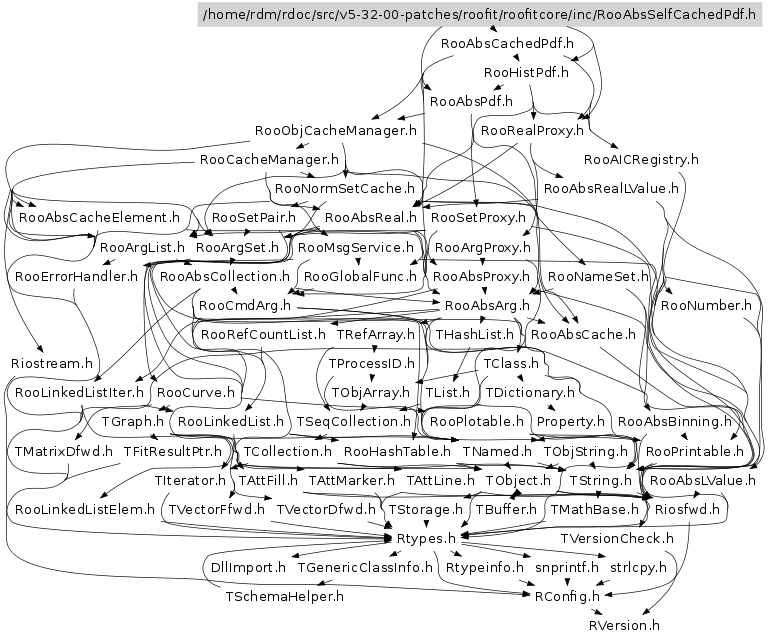 /home/rdm/rdoc/src/v5-32-00-patches/roofit/roofitcore/inc/RooAbsSelfCachedPdf.h
RooAbsCachedPdf.h
RooHistPdf.h
RooAbsPdf.h
RooObjCacheManager.h RooRealProxy.h
RooCacheManager.h RooAICRegistry.h
RooNormSetCache.h RooAbsRealLValue.h
RooAbsCacheElement.h RooSetPair.h RooAbsReal.h RooSetProxy.h
RooArgList.h RooArgSet.h RooMsgService.h RooArgProxy.h
RooErrorHandler.h RooAbsCollection.h RooGlobalFunc.h RooAbsProxy.h RooNameSet.h
RooCmdArg.h RooAbsArg.h RooNumber.h
RooRefCountList.h TRefArray.h THashList.h RooAbsCache.h
Riostream.h TProcessID.h TClass.h
RooLinkedListIter.h RooCurve.h TObjArray.h TList.h TDictionary.h
TGraph.h RooLinkedList.h TSeqCollection.h RooPlotable.h Property.h RooAbsBinning.h
TMatrixDfwd.h TFitResultPtr.h TCollection.h RooHashTable.h TNamed.h TObjString.h RooPrintable.h
TIterator.h TAttFill.h TAttMarker.h TAttLine.h TObject.h TString.h RooAbsLValue.h
RooLinkedListElem.h TVectorFfwd.h TVectorDfwd.h TStorage.h TBuffer.h TMathBase.h Riosfwd.h
Rtypes.h TVersionCheck.h
DllImport.h TGenericClassInfo.h Rtypeinfo.h snprintf.h strlcpy.h
TSchemaHelper.h RConfig.h
RVersion.h